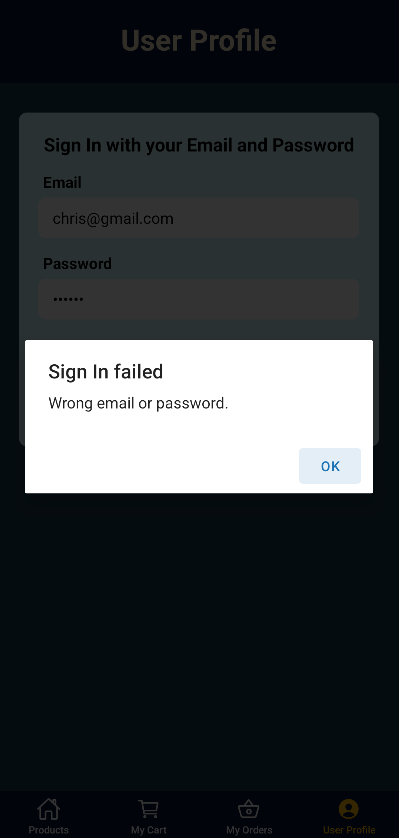 User Profile
Sign In with your Email and Password
Email
chris@gmail.com
Password
••••••
Sign In failed
Wrong email or password.
OK
Products
My Cart
My Orders
User Profile